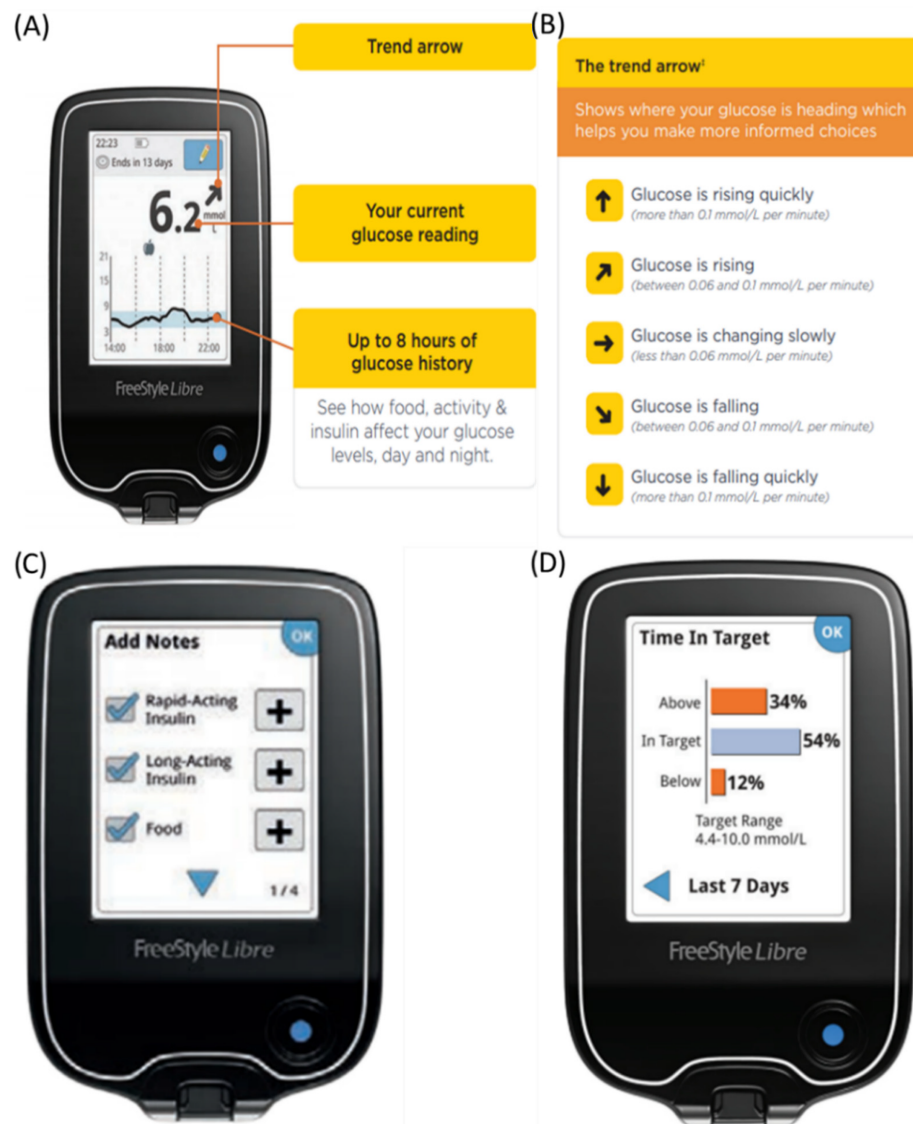 (A)
Trend arrow
22:23
Ends in 13 days
6.2
mmol
L
Your current
glucose reading
21
15
9
3
14:00 18:00 22:00
Up to 8 hours of
glucose history
See how food, activity &
insulin affect your glucose
levels, day and night.
FreeStyle Libre
(B)
The trend arrow‡
Shows where your glucose is heading which
helps you make more informed choices
Glucose is rising quickly
(more than 0.1 mmol/L per minute)
Glucose is rising
(between 0.06 and 0.1 mmol/L per minute)
Glucose is changing slowly
(less than 0.06 mmol/L per minute)
Glucose is falling
(between 0.06 and 0.1 mmol/L per minute)
Glucose is falling quickly
(more than 0.1 mmol/L per minute)
(C)
Add Notes
OK
Rapid-Acting
Insulin
Long-Acting
Insulin
Food
1/4
FreeStyle Libre
(D)
Time In Target
OK
Above 34%
In Target 54%
Below 12%
Target Range
4.4-10.0 mmol/L
Last 7 Days
FreeStyle Libre